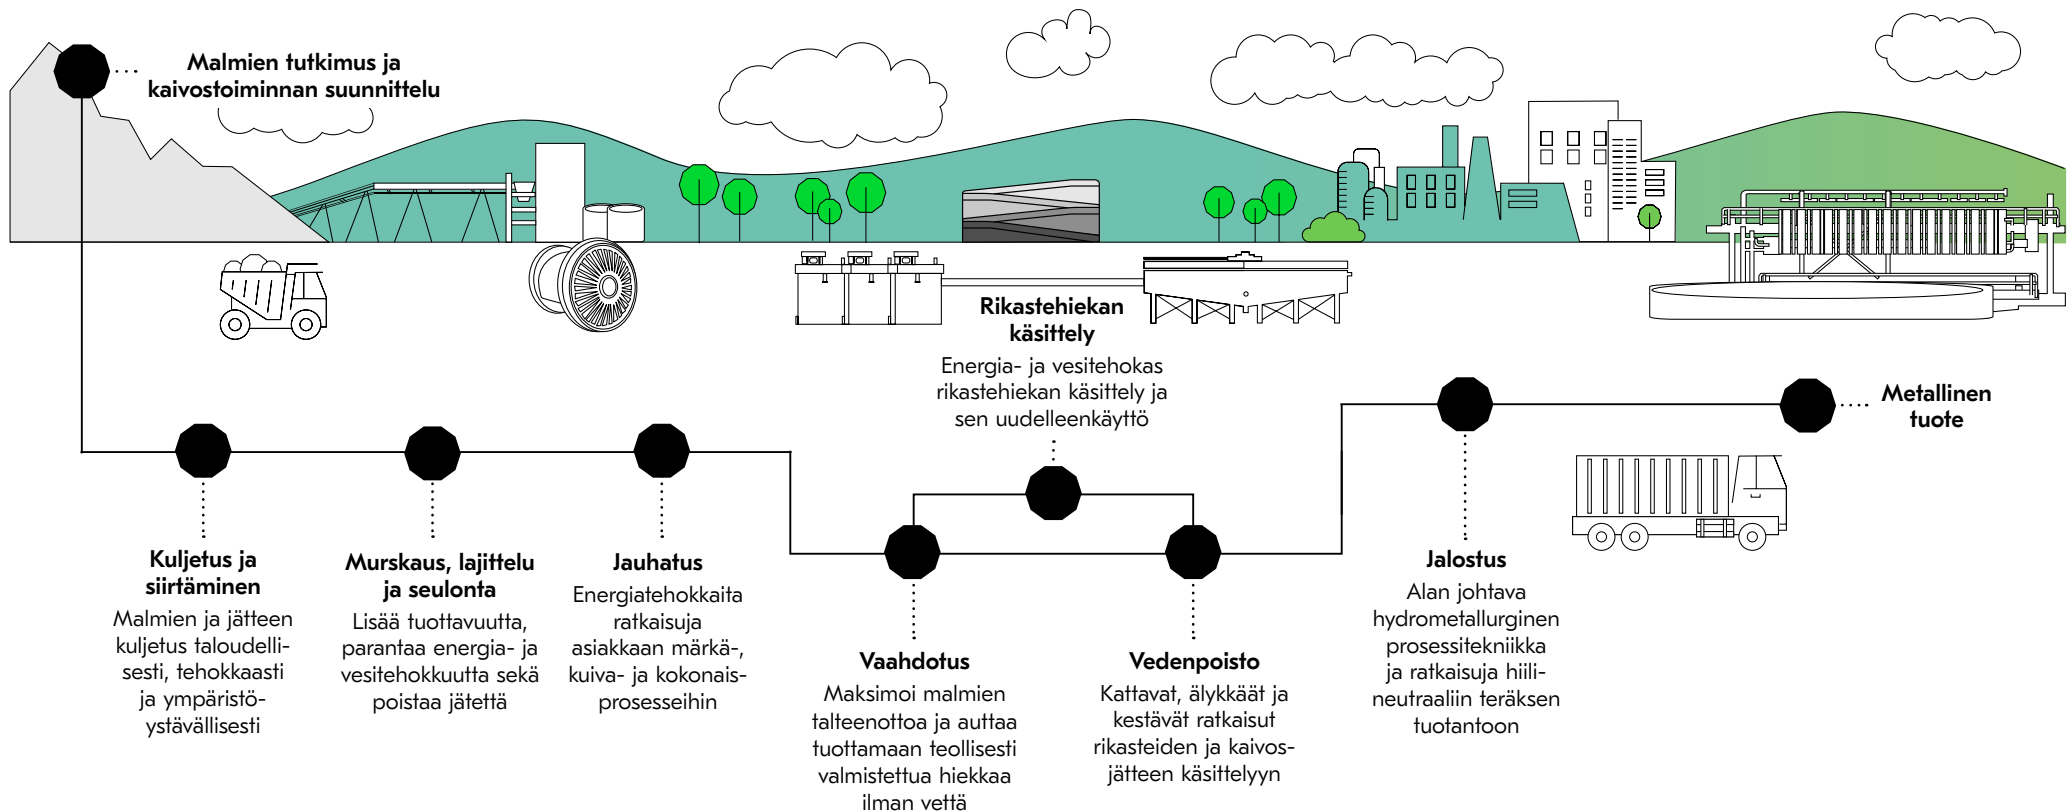 Malmien tutkimus ja
kaivostoiminnan suunnittelu
Kuljetus ja
siirtäminen
Malmien ja jätteen
kuljetus taloudelli-
sesti, tehokkaasti
ja ympäristö-
ystävällisesti
Murskaus, lajittelu
ja seulonta
Lisää tuottavuutta,
parantaa energia- ja
vesitehokkuutta sekä
poistaa jätettä
Jauhatus
Energiatehokkaita
ratkaisuja
asiakkaan märkä-,
kuiva- ja kokonais-
prosesseihin
Vaahdotus
Maksimoi malmien
talteenottoa ja auttaa
tuottamaan teollisesti
valmistettua hiekkaa
ilman vettä
Rikastehiekan
käsittely
Energia- ja vesitehokas
rikastehiekan käsittely ja
sen uudelleenkäyttö
Vedenpoisto
Kattavat, älykkäät ja
kestävät ratkaisut
rikasteiden ja kaivos-
jätteen käsittelyyn
Jalostus
Alan johtava
hydrometallurginen
prosessitekniikka
ja ratkaisuja hiili-
neutraaliin teräksen
tuotantoon
Metallinen
tuote